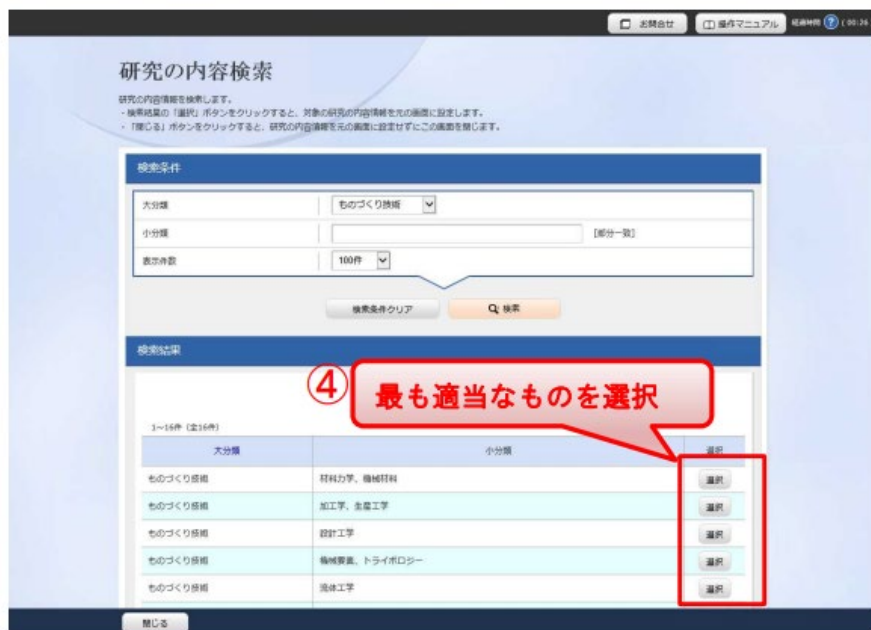 お問合せ
操作マニュアル
経過時間 ? (00:26
研究の内容検索
研究の内容情報を検索します。
・検索結果の「選択」ボタンをクリックすると、対象の研究の内容情報を元の画面に設定します。
・「閉じる」ボタンをクリックすると、研究の内容情報を元の画面に設定せずにこの画面を閉じます。
検索条件
大分類 ものづくり技術
小分類 [部分一致]
表示件数 100件
検索条件クリア 検索
検索結果
④ 最も適当なものを選択
1～16件 (全16件)
大分類 小分類 選択
ものづくり技術 材料力学、機械材料 選択
ものづくり技術 加工学、生産工学 選択
ものづくり技術 設計工学 選択
ものづくり技術 機械要素、トライボロジー 選択
ものづくり技術 流体工学 選択
閉じる